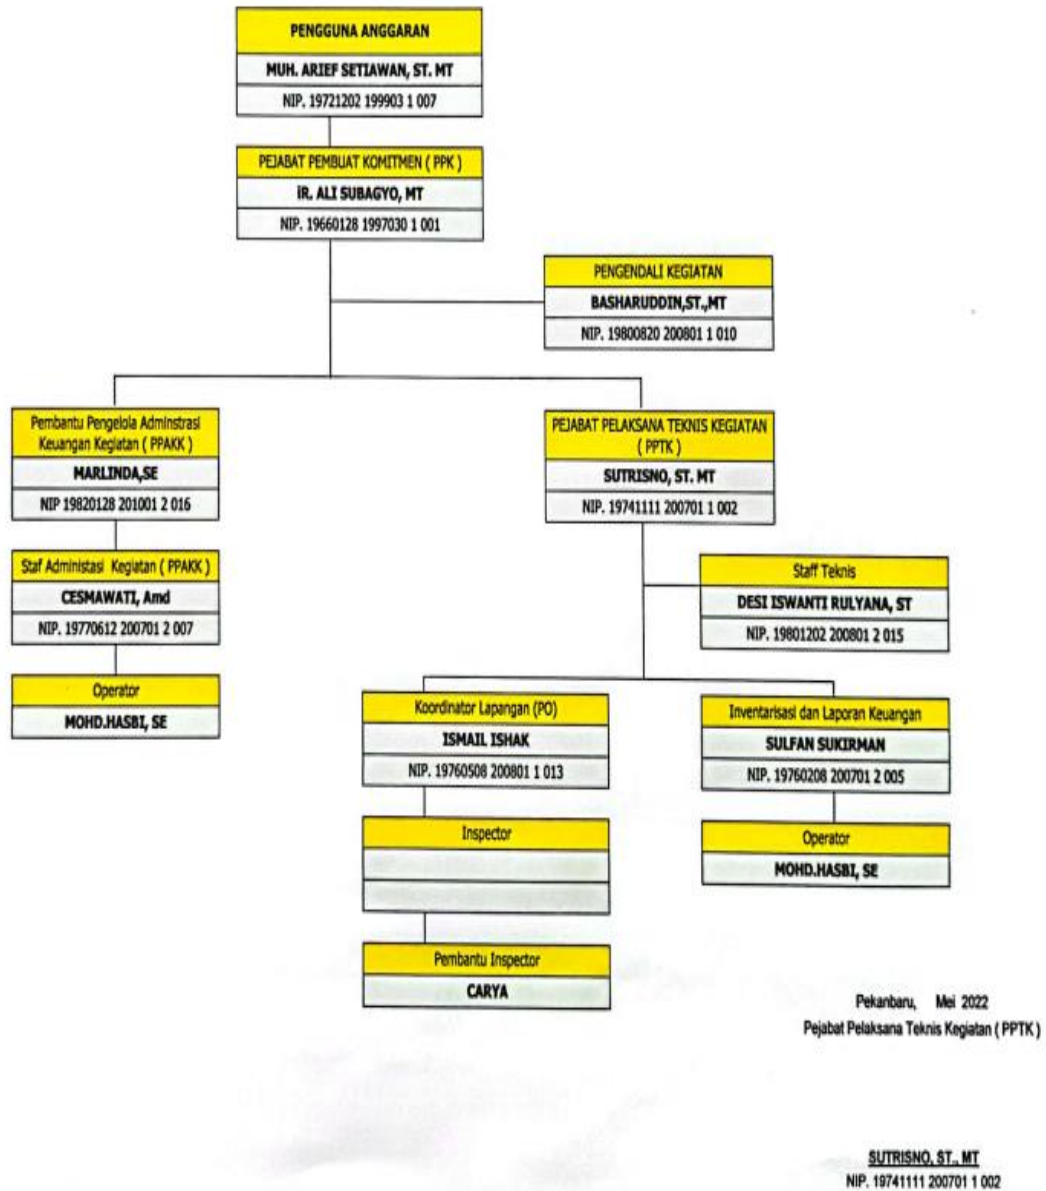 PENGGUNA ANGGARAN
MUH. ARIEF SETIAWAN, ST. MT
NIP. 19721202 199903 1 007
PEJABAT PEMBUAT KOMITMEN ( PPK )
IR. ALI SUBAGYO, MT
NIP. 19660128 1997030 1 001
PENGENDALI KEGIATAN
BASHARUDDIN,ST.,MT
NIP. 19800820 200801 1 010
Pembantu Pengelola Adminstrasi
Keuangan Kegiatan ( PPAKK )
MARLINDA,SE
NIP 19820128 201001 2 016
Staf Administasi Kegiatan ( PPAKK )
CESMAWATI, Amd
NIP. 19770612 200701 2 007
Operator
MOHD.HASBI, SE
PEJABAT PELAKSANA TEKNIS KEGIATAN
( PPTK )
SUTRISNO, ST. MT
NIP. 19741111 200701 1 002
Staff Teknis
DESI ISWANTI RULYANA, ST
NIP. 19801202 200801 2 015
Koordinator Lapangan (PO)
ISMAIL ISHAK
NIP. 19760508 200801 1 013
Inspector
Pembantu Inspector
CARYA
Inventarisasi dan Laporan Keuangan
SULFAN SUKIRMAN
NIP. 19760208 200701 2 005
Operator
MOHD.HASBI, SE
Pekanbaru, Mei 2022
Pejabat Pelaksana Teknis Kegiatan ( PPTK )
SUTRISNO, ST., MT
NIP. 19741111 200701 1 002